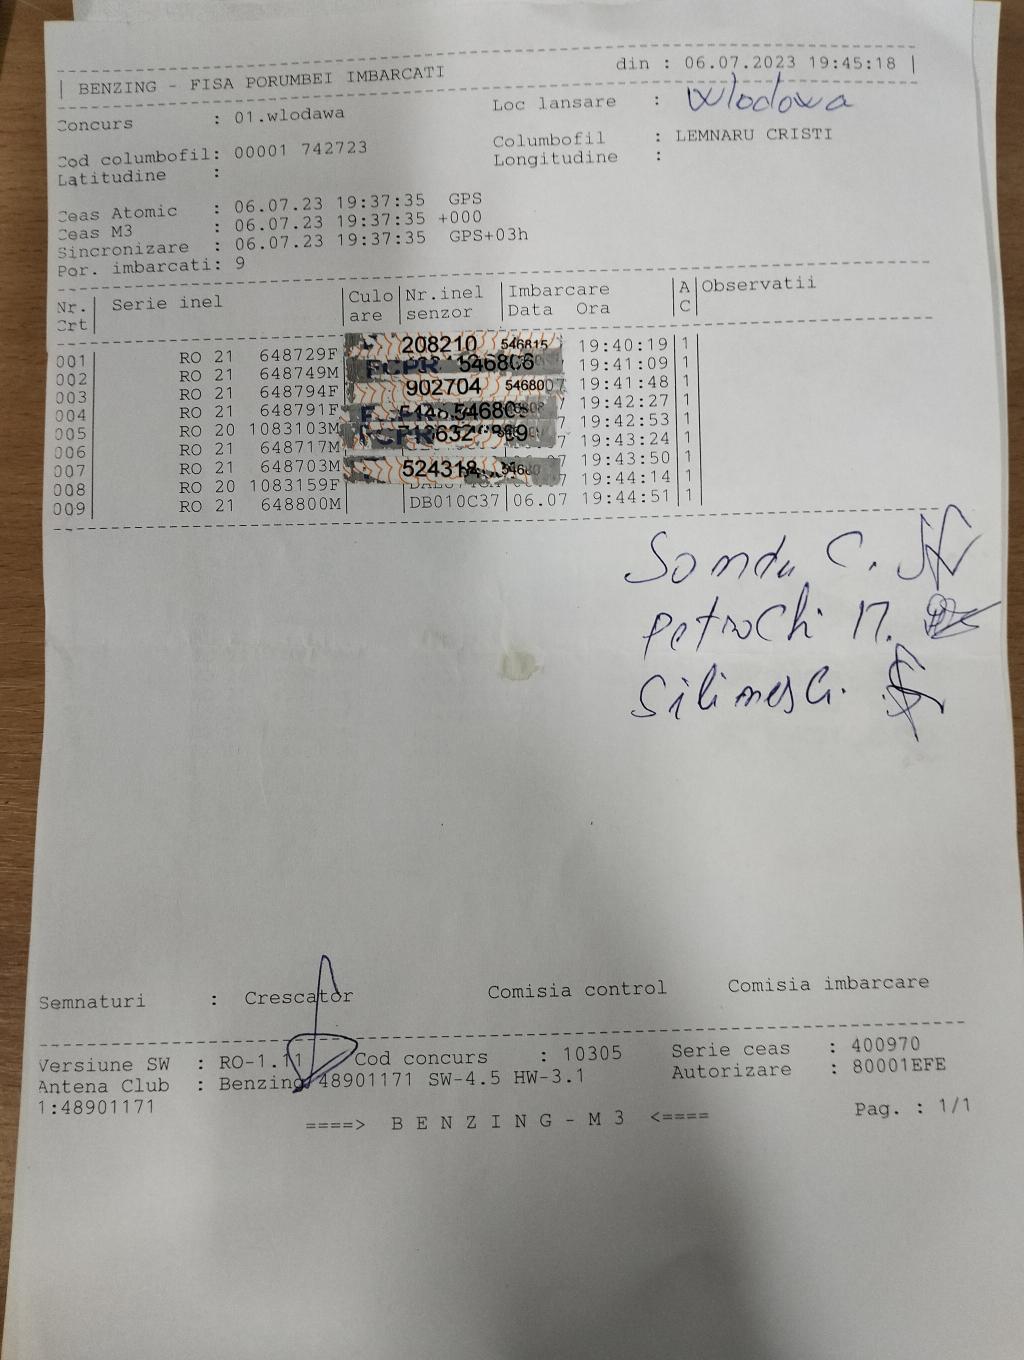 | BENZING - FISA PORUMBEI IMBARCATI din : 06.07.2023 19:45:18 |
Concurs : 01.wlodawa Loc lansare : Wlodowa
Cod columbofil: 00001 742723 Columbofil : LEMNARU CRISTI
Latitudine : Longitudine :
Ceas Atomic : 06.07.23 19:37:35 GPS
Ceas M3 : 06.07.23 19:37:35 +000
Sincronizare : 06.07.23 19:37:35 GPS+03h
Por. imbarcati: 9
Nr. | Serie inel | Culo | Nr.inel | Imbarcare | A | Observatii
Crt | are | senzor | Data Ora | C |
001 RO 21 648729F 208210 546815 19:40:19 1
002 RO 21 648749M FCPR 546806 19:41:09 1
003 RO 21 648794F 902704 546807 19:41:48 1
004 RO 21 648791F 19:42:27 1
005 RO 20 1083103M 19:42:53 1
006 RO 21 648717M 19:43:24 1
007 RO 21 648703M 524318 19:43:50 1
008 RO 20 1083159F 19:44:14 1
009 RO 21 648800M DB010C37 06.07 19:44:51 1
Sondu C.
Petrochi
Semnaturi : Crescator Comisia control Comisia imbarcare
Versiune SW : RO-1.11 Cod concurs : 10305 Serie ceas : 400970
Antena Club : Benzing 48901171 SW-4.5 HW-3.1 Autorizare : 80001EFE
1:48901171
====> B E N Z I N G - M 3 <==== Pag. : 1/1